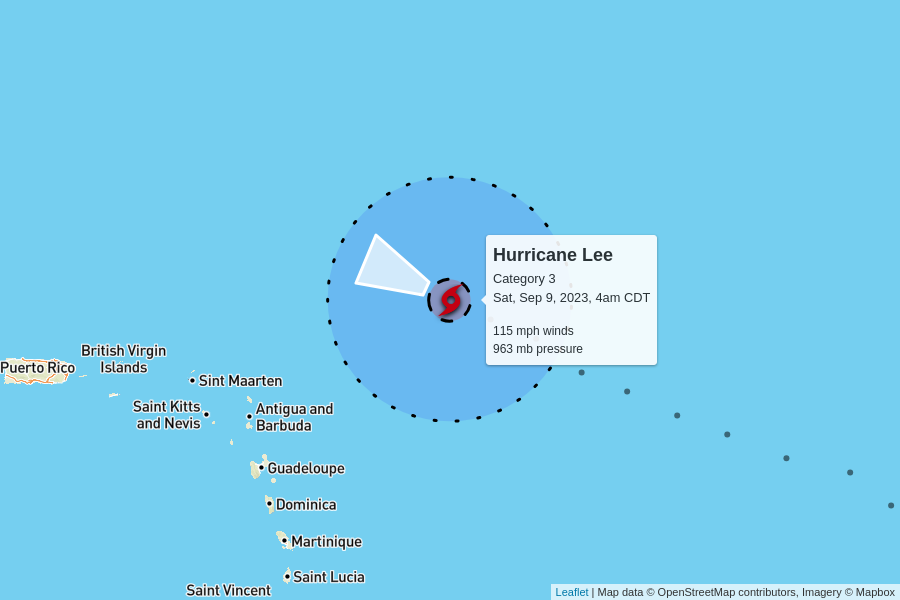 Hurricane Lee
Category 3
Sat, Sep 9, 2023, 4am CDT
115 mph winds
963 mb pressure
British Virgin
Islands
Puerto Rico
Sint Maarten
Saint Kitts
and Nevis
Antigua and
Barbuda
Guadeloupe
Dominica
Martinique
Saint Lucia
Saint Vincent
Leaflet | Map data © OpenStreetMap contributors, Imagery © Mapbox